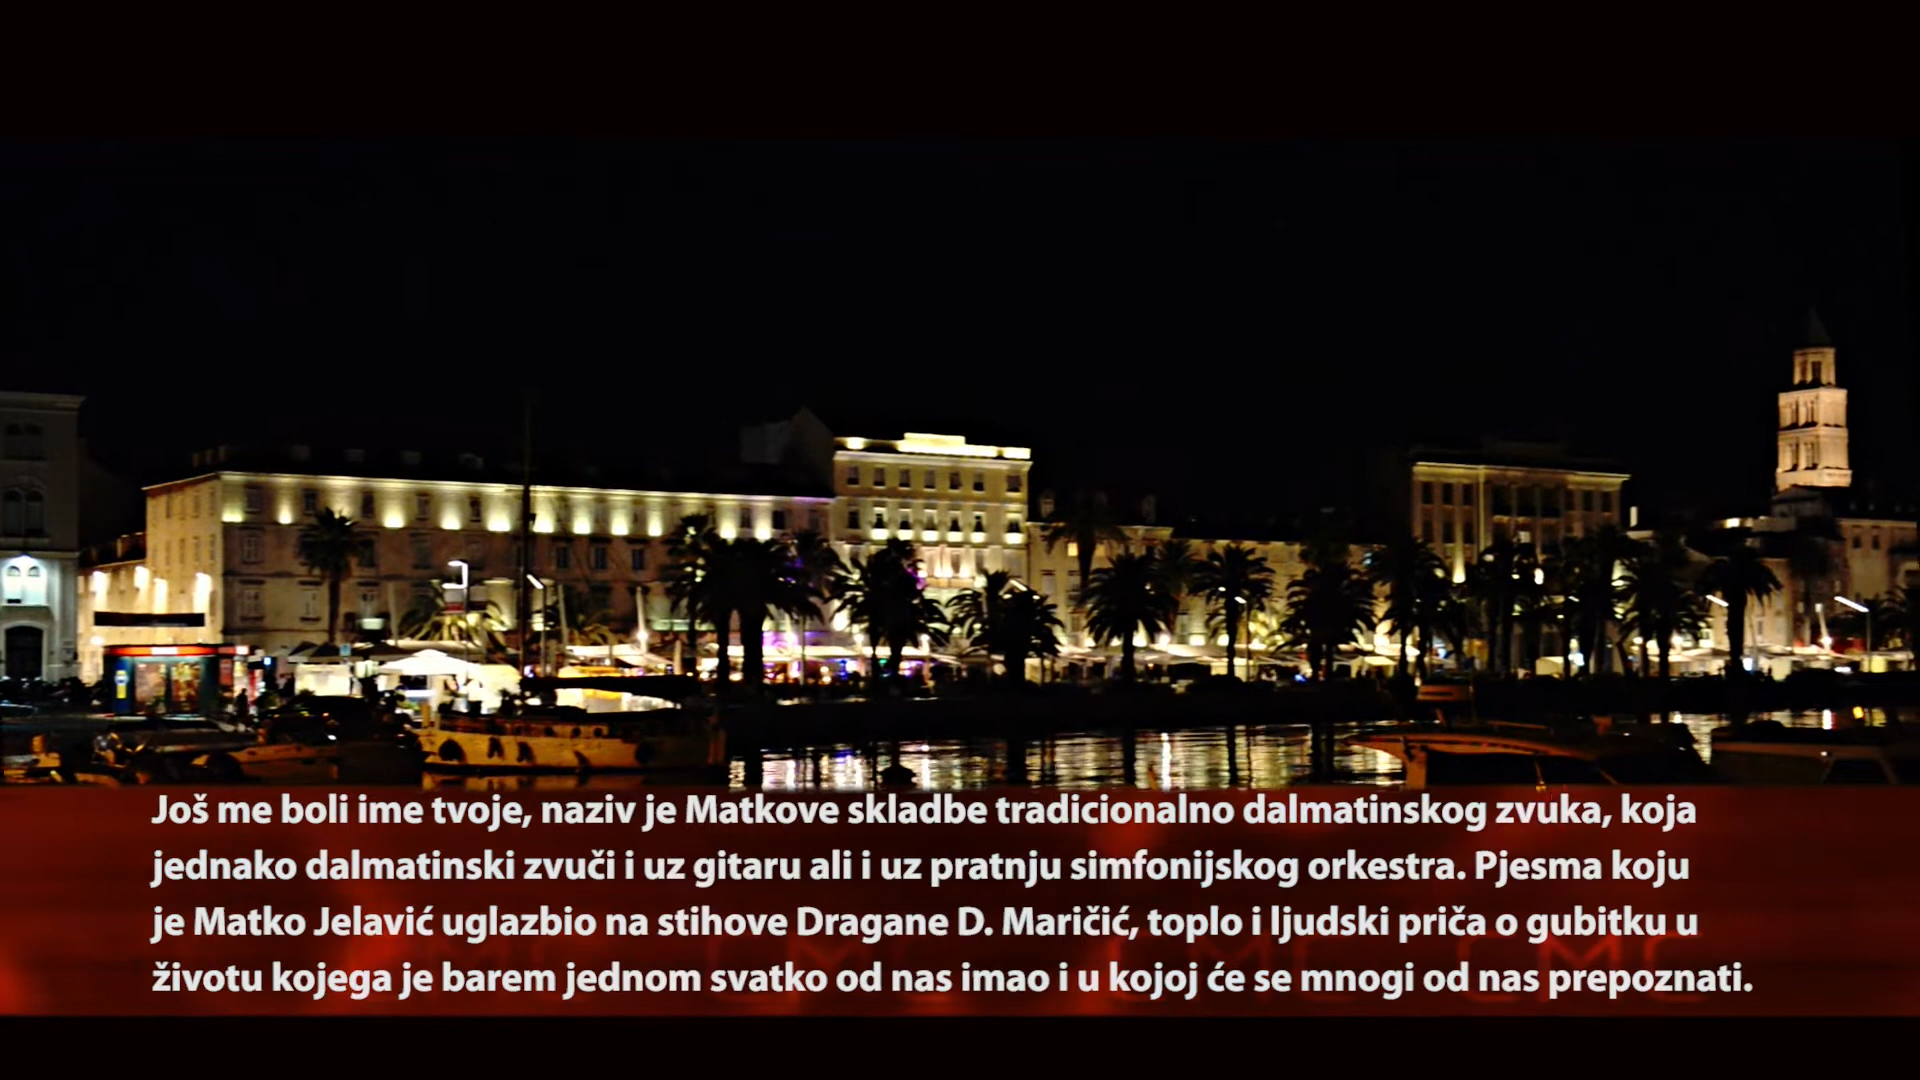 Još me boli ime tvoje, naziv je Matkove skladbe tradicionalno dalmatinskog zvuka, koja
jednako dalmatinski zvuči i uz gitaru ali i uz pratnju simfonijskog orkestra. Pjesma koju
je Matko Jelavić uglazbio na stihove Dragane D. Maričić, toplo i ljudski priča o gubitku u
životu kojega je barem jednom svatko od nas imao i u kojoj će se mnogi od nas prepoznati.